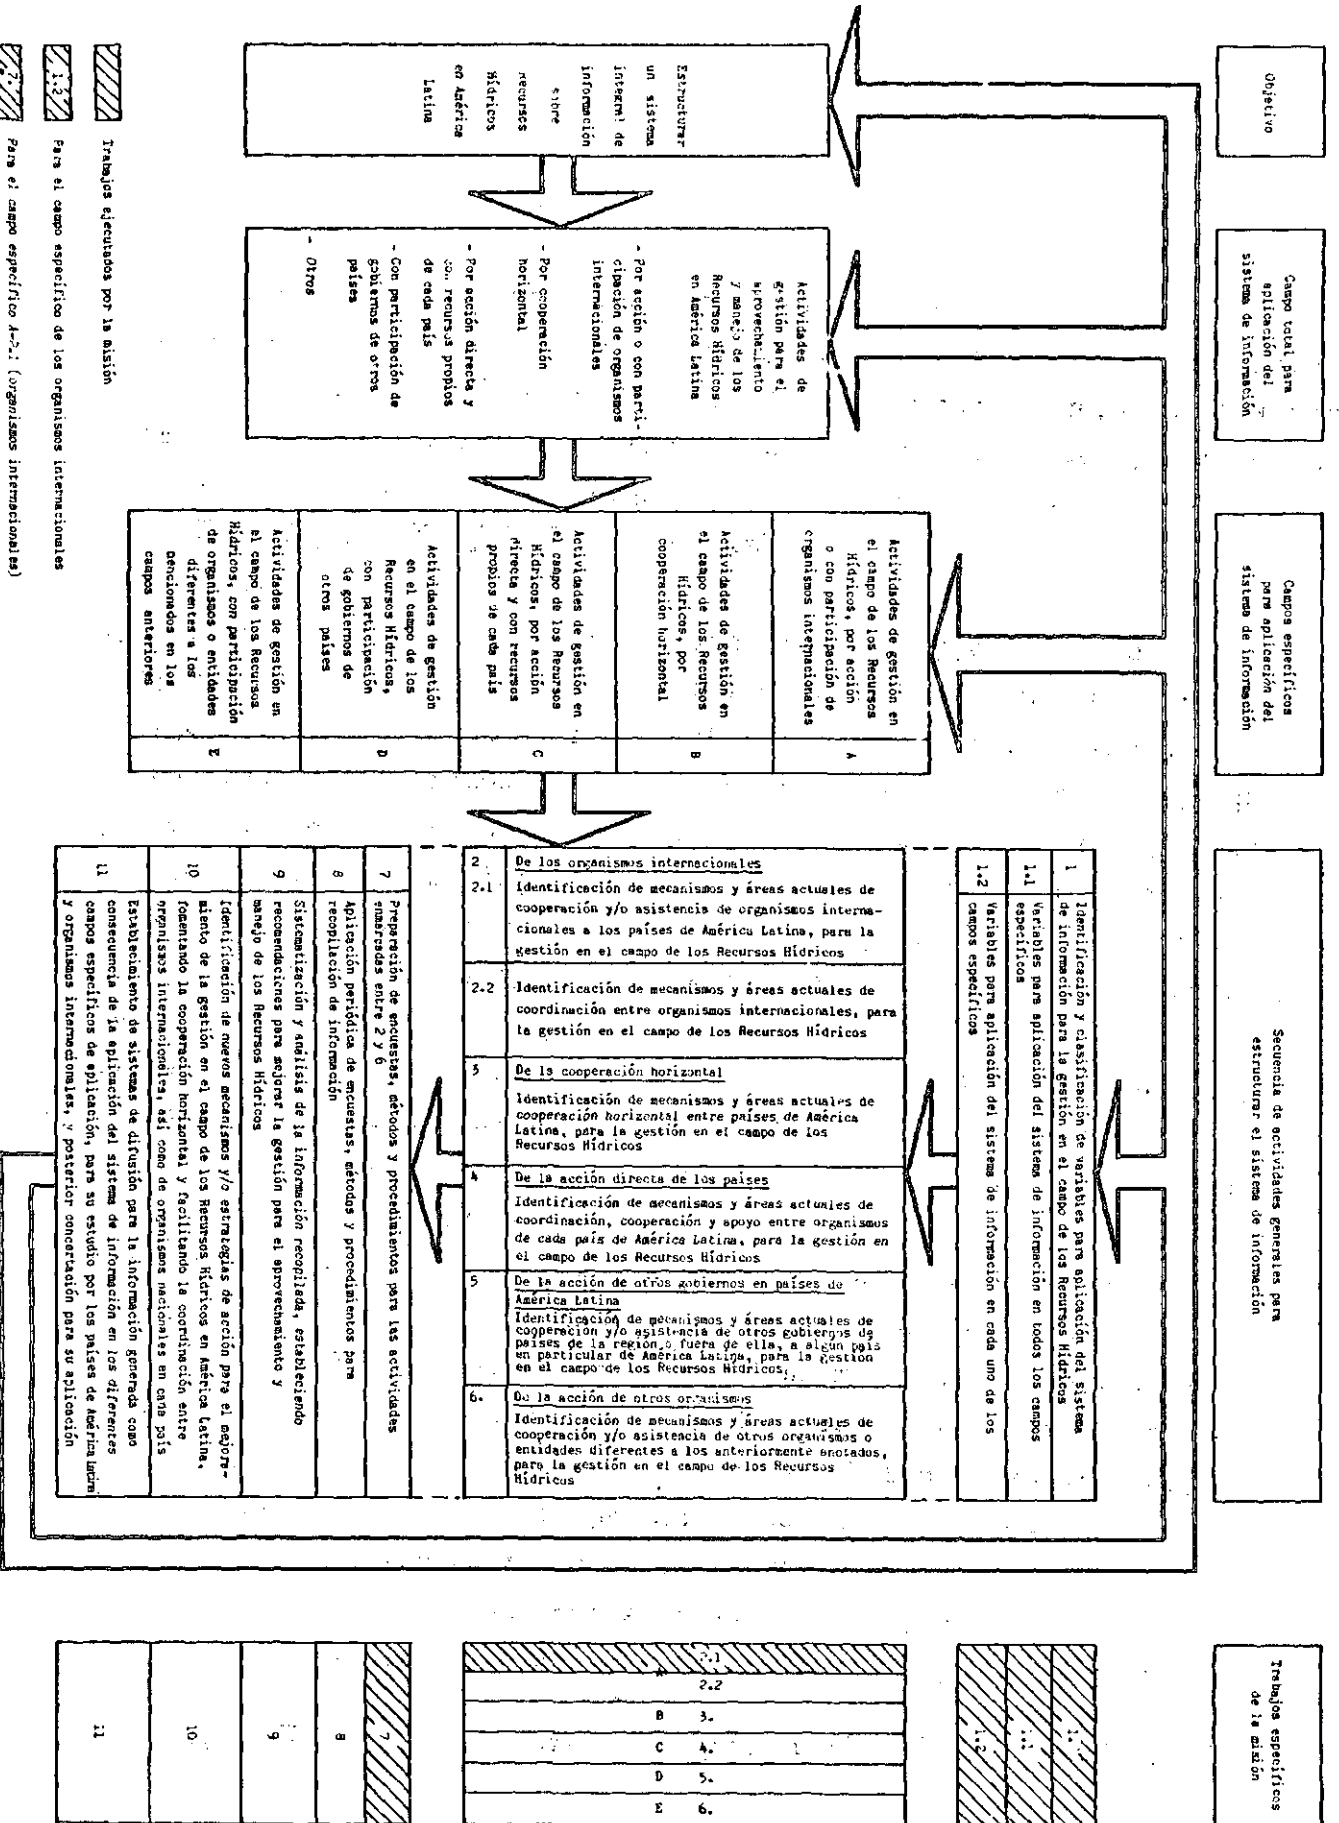 Objetivo
Campo total para
aplicación del
sistema de información
Campos específicos
para aplicación del
sistema de información
Secuencia de actividades generales para
estructurar el sistema de información
Trabajos específicos
de la misión
Estructurar
un sistema
integral de
información
sobre
Recursos
Hídricos
en América
Latina
Actividades de
gestión para el
aprovechamiento
y manejo de los
Recursos Hídricos
en América Latina
- Por acción o con parti-
cipación de organismos
internacionales
- Por cooperación
horizontal
- Por acción directa y
con recursos propios
de cada país
- Con participación de
gobiernos de otros
países
- Otros
Actividades de gestión en
el campo de los Recursos
Hídricos, por acción
o con participación de
organismos internacionales
A
Actividades de gestión en
el campo de los Recursos
Hídricos, por
cooperación horizontal
B
Actividades de gestión en
el campo de los Recursos
Hídricos, por acción
directa y con recursos
propios de cada país
C
Actividades de gestión
en el campo de los
Recursos Hídricos,
con participación
de gobiernos de
otros países
D
Actividades de gestión en
el campo de los Recursos
Hídricos, con participación
de organismos o entidades
diferentes a los
mencionados en los
campos anteriores
E
1 Identificación y clasificación de variables para aplicación del sistema
de información para la gestión en el campo de los Recursos Hídricos
1.1 Variables para aplicación del sistema de información en todos los campos
específicos
1.2 Variables para aplicación del sistema de información en cada uno de los
campos específicos
2 De los organismos internacionales
2.1 Identificación de mecanismos y áreas actuales de
cooperación y/o asistencia de organismos interna-
cionales a los países de América Latina, para la
gestión en el campo de los Recursos Hídricos
2.2 Identificación de mecanismos y áreas actuales de
coordinación entre organismos internacionales, para
la gestión en el campo de los Recursos Hídricos
3 De la cooperación horizontal
Identificación de mecanismos y áreas actuales de
cooperación horizontal entre países de América
Latina, para la gestión en el campo de los
Recursos Hídricos
4 De la acción directa de los países
Identificación de mecanismos y áreas actuales de
coordinación, cooperación y apoyo entre organismos
de cada país de América Latina, para la gestión en
el campo de los Recursos Hídricos
5 De la acción de otros gobiernos en países de
América Latina
Identificación de mecanismos y áreas actuales de
cooperación y/o asistencia de otros gobiernos de
países de la región o fuera de ella, a algún país
en particular de América Latina, para la gestión
en el campo de los Recursos Hídricos
6. De la acción de otros organismos
Identificación de mecanismos y áreas actuales de
cooperación y/o asistencia de otros organismos o
entidades diferentes a los anteriormente anotados,
para la gestión en el campo de los Recursos
Hídricos
7 Preparación de encuestas, métodos y procedimientos para las actividades
enmarcadas entre 2 y 6
8 Aplicación periódica de encuestas, métodos y procedimientos para
recopilación de información
9 Sistematización y análisis de la información recopilada, estableciendo
recomendaciones para mejorar la gestión para el aprovechamiento y
manejo de los Recursos Hídricos
10 Identificación de nuevos mecanismos y/o estrategias de acción para el mejora-
miento de la gestión en el campo de los Recursos Hídricos en América Latina,
fomentando la cooperación horizontal y facilitando la coordinación entre
organismos internacionales, así como de organismos nacionales en cada país
11 Establecimiento de sistemas de difusión para la información generada como
consecuencia de la aplicación del sistema de información en los diferentes
campos específicos de aplicación, para su estudio por los países de América Latina
y organismos internacionales, y posterior concertación para su aplicación
1.
1.1
1.2
2.1
2.2
B 3.
C 4.
D 5.
E 6.
7
8
9
10
11
Trabajos ejecutados por la misión
1.2 Para el campo específico de los organismos internacionales
7. Para el campo específico A-2.1 (organismos internacionales)